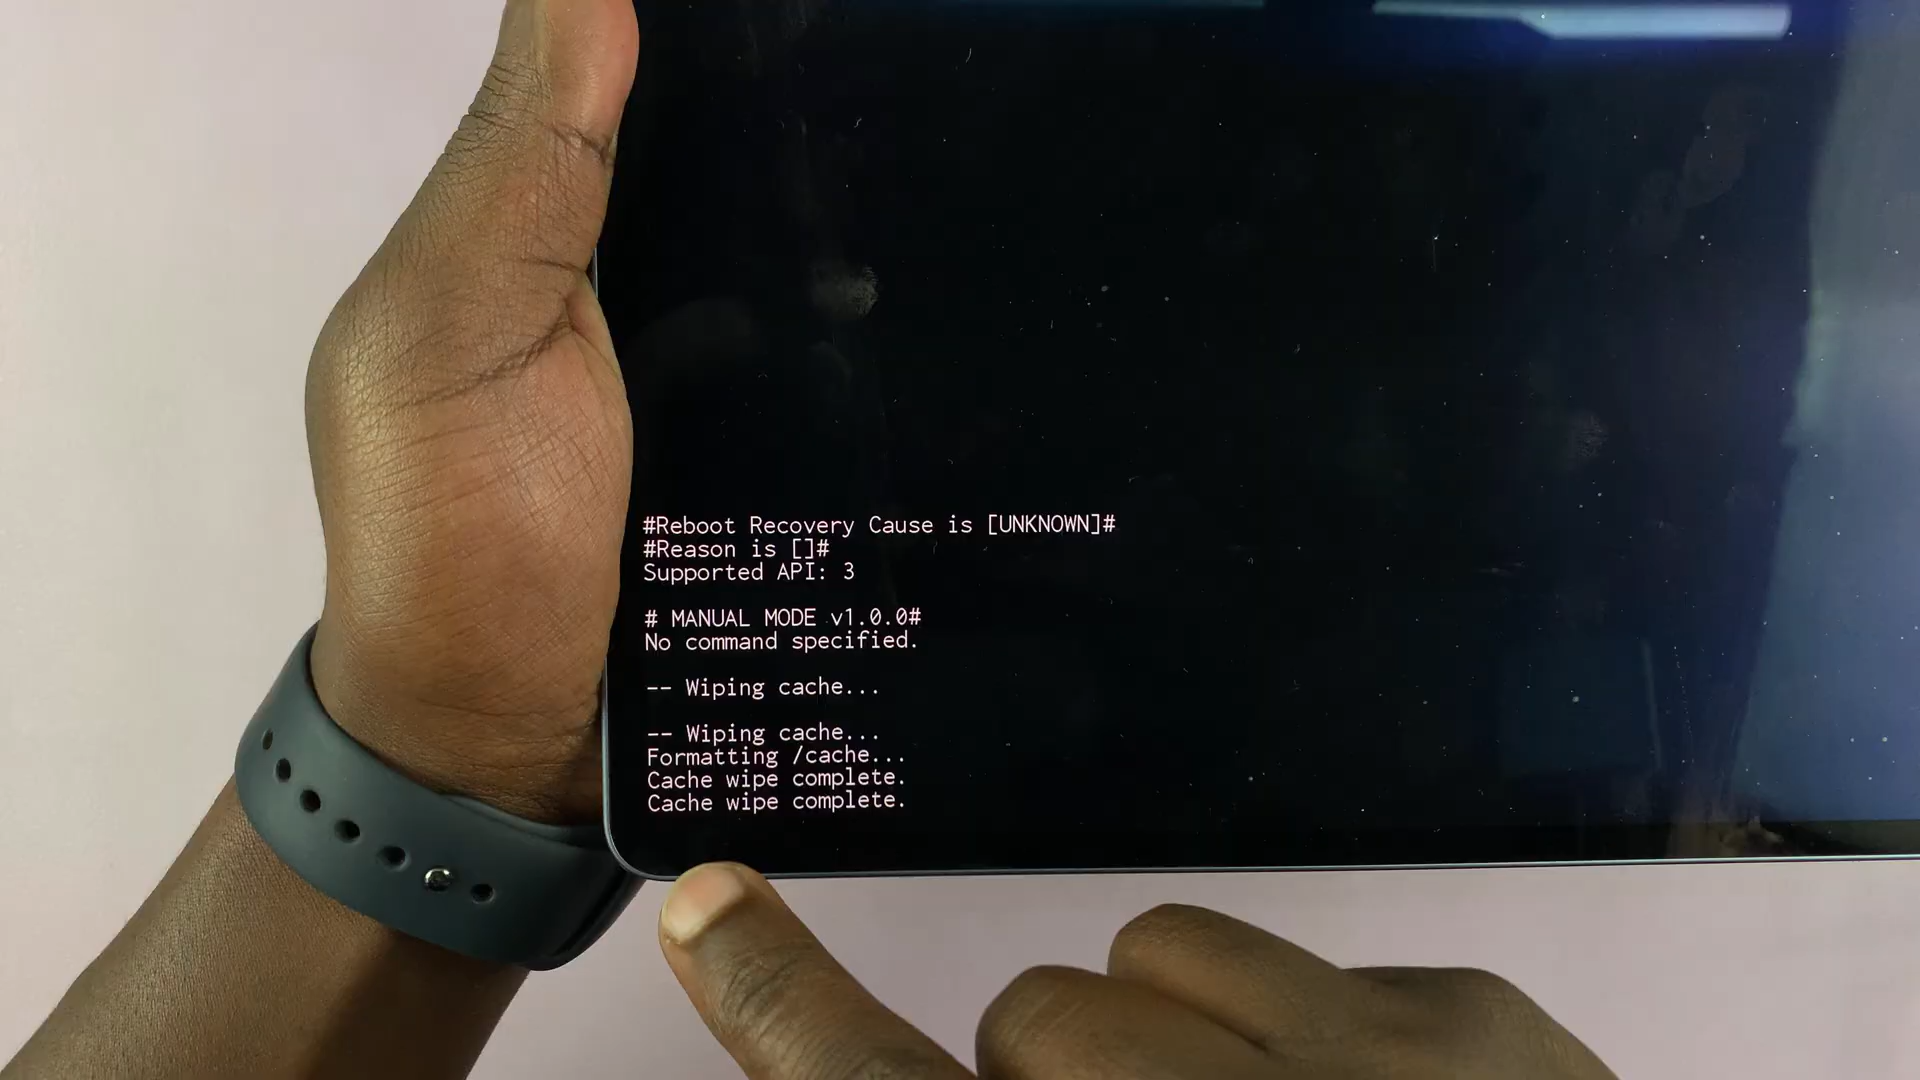 #Reboot Recovery Cause is [UNKNOWN]#
#Reason is []#
Supported API: 3
# MANUAL MODE v1.0.0#
No command specified.
-- Wiping cache...
-- Wiping cache...
Formatting /cache...
Cache wipe complete.
Cache wipe complete.